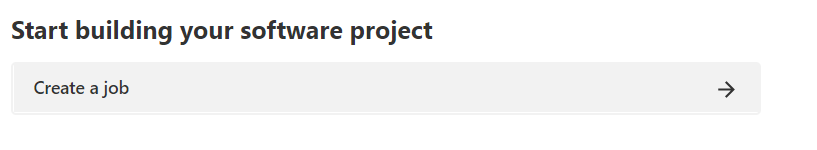 Start building your software project
Create a job